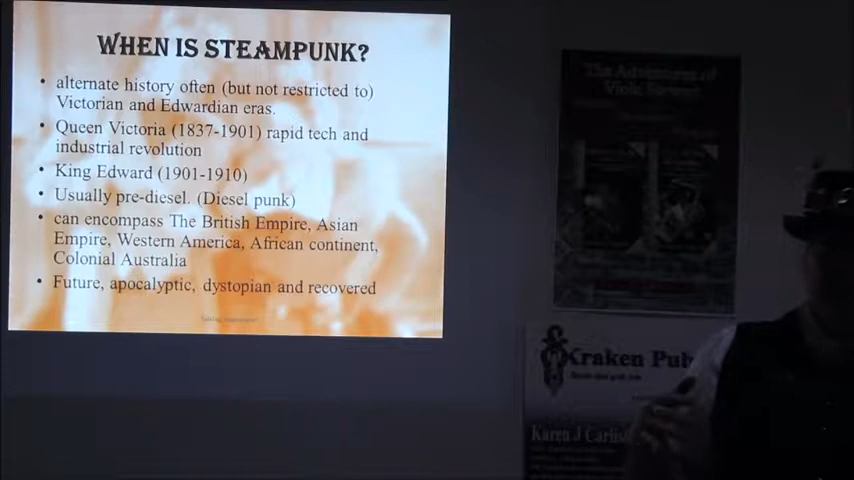 WHEN IS STEAMPUNK?
• alternate history often (but not restricted to)
Victorian and Edwardian eras.
• Queen Victoria (1837-1901) rapid tech and
industrial revolution
• King Edward (1901-1910)
• Usually pre-diesel. (Diesel punk)
• can encompass The British Empire, Asian
Empire, Western America, African continent,
Colonial Australia
• Future, apocalyptic, dystopian and recovered
The Adventures of
Viola Stewart
Kraken Pub
Karen J Carlis